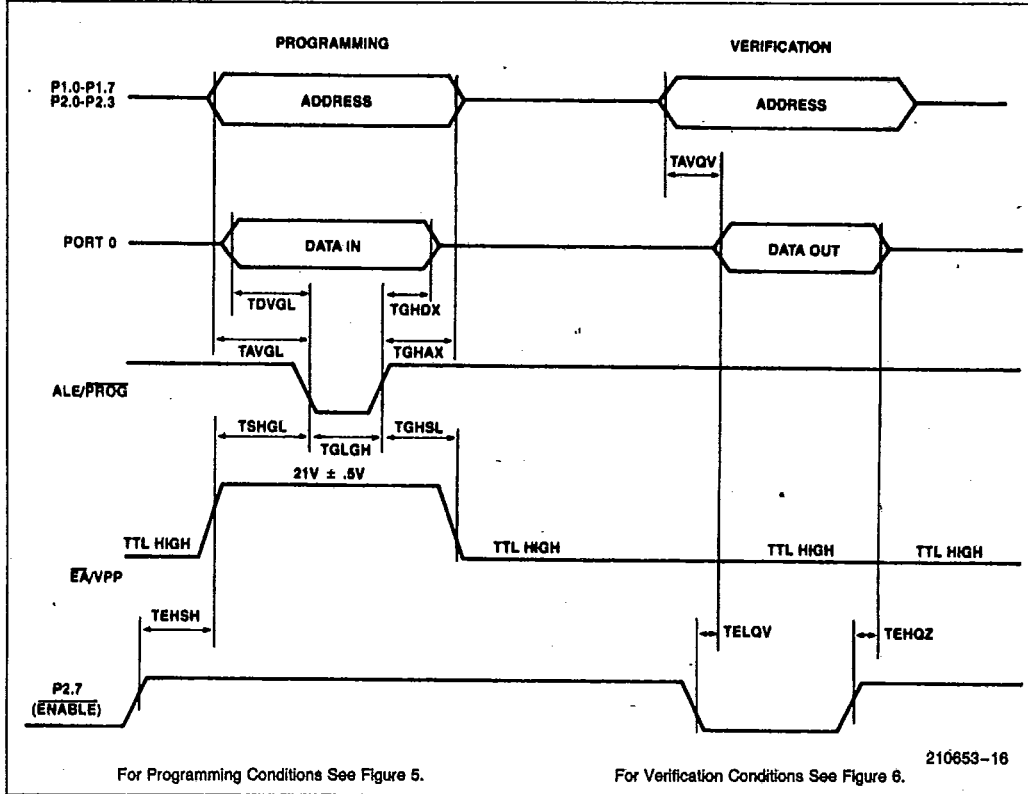 PROGRAMMING
VERIFICATION
P1.0-P1.7
P2.0-P2.3
ADDRESS
ADDRESS
TAVQV
PORT 0
DATA IN
DATA OUT
TDVGL
TGHDX
TAVGL
TGHAX
ALE/PROG
TSHGL
TGHSL
TGLGH
21V ± .5V
TTL HIGH
TTL HIGH
TTL HIGH
TTL HIGH
EA/VPP
TEHSH
TELQV
TEHQZ
P2.7
(ENABLE)
210653-16
For Programming Conditions See Figure 5.
For Verification Conditions See Figure 6.